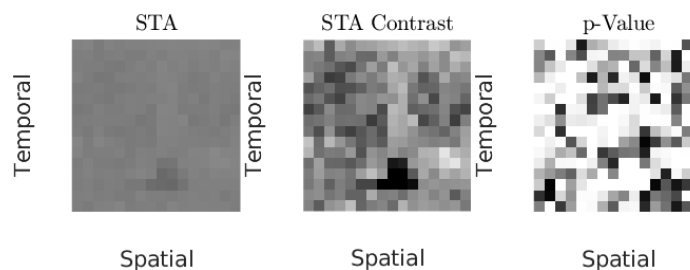 STA
STA Contrast
p-Value
Temporal
Temporal
Temporal
Spatial
Spatial
Spatial